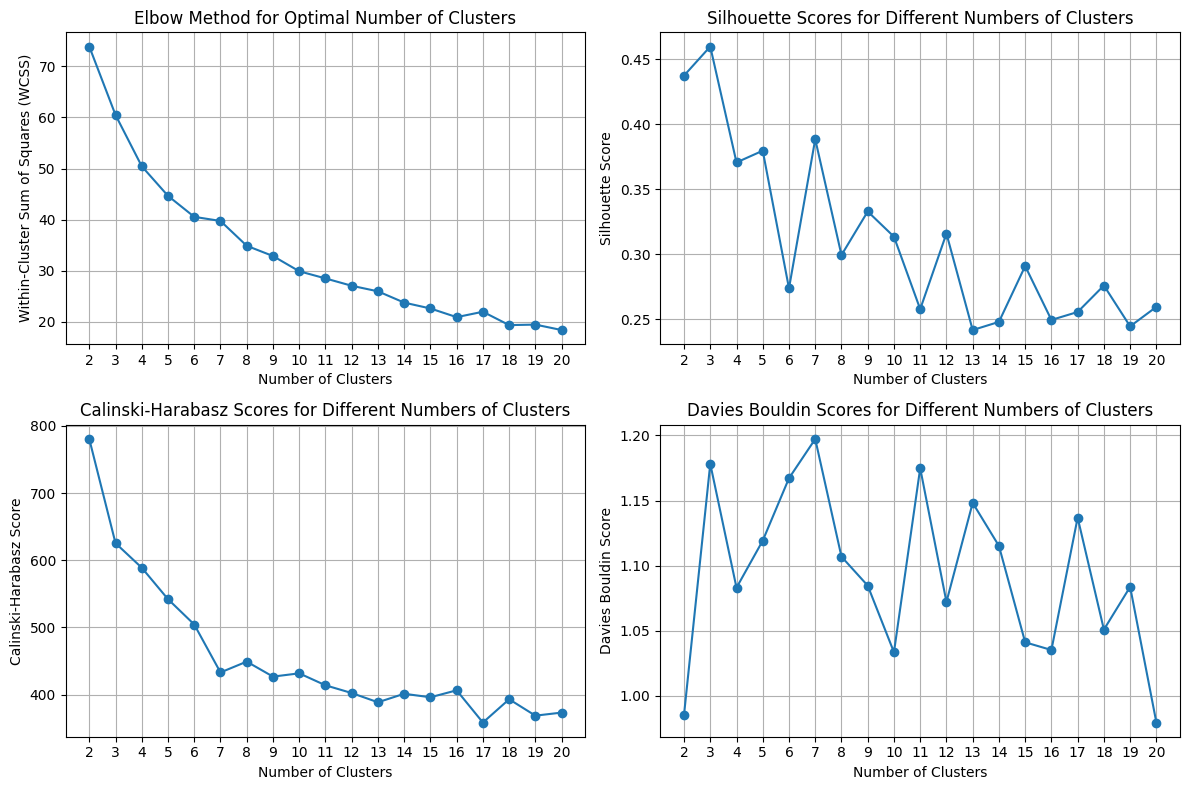 Elbow Method for Optimal Number of Clusters
Within-Cluster Sum of Squares (WCSS)
70
60
50
40
30
20
2 3 4 5 6 7 8 9 10 11 12 13 14 15 16 17 18 19 20
Number of Clusters
Silhouette Scores for Different Numbers of Clusters
Silhouette Score
0.45
0.40
0.35
0.30
0.25
2 3 4 5 6 7 8 9 10 11 12 13 14 15 16 17 18 19 20
Number of Clusters
Calinski-Harabasz Scores for Different Numbers of Clusters
Calinski-Harabasz Score
800
700
600
500
400
2 3 4 5 6 7 8 9 10 11 12 13 14 15 16 17 18 19 20
Number of Clusters
Davies Bouldin Scores for Different Numbers of Clusters
Davies Bouldin Score
1.20
1.15
1.10
1.05
1.00
2 3 4 5 6 7 8 9 10 11 12 13 14 15 16 17 18 19 20
Number of Clusters